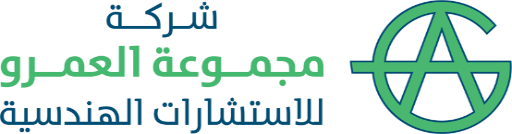 شركة
مجموعة العمرو
للاستشارات الهندسية